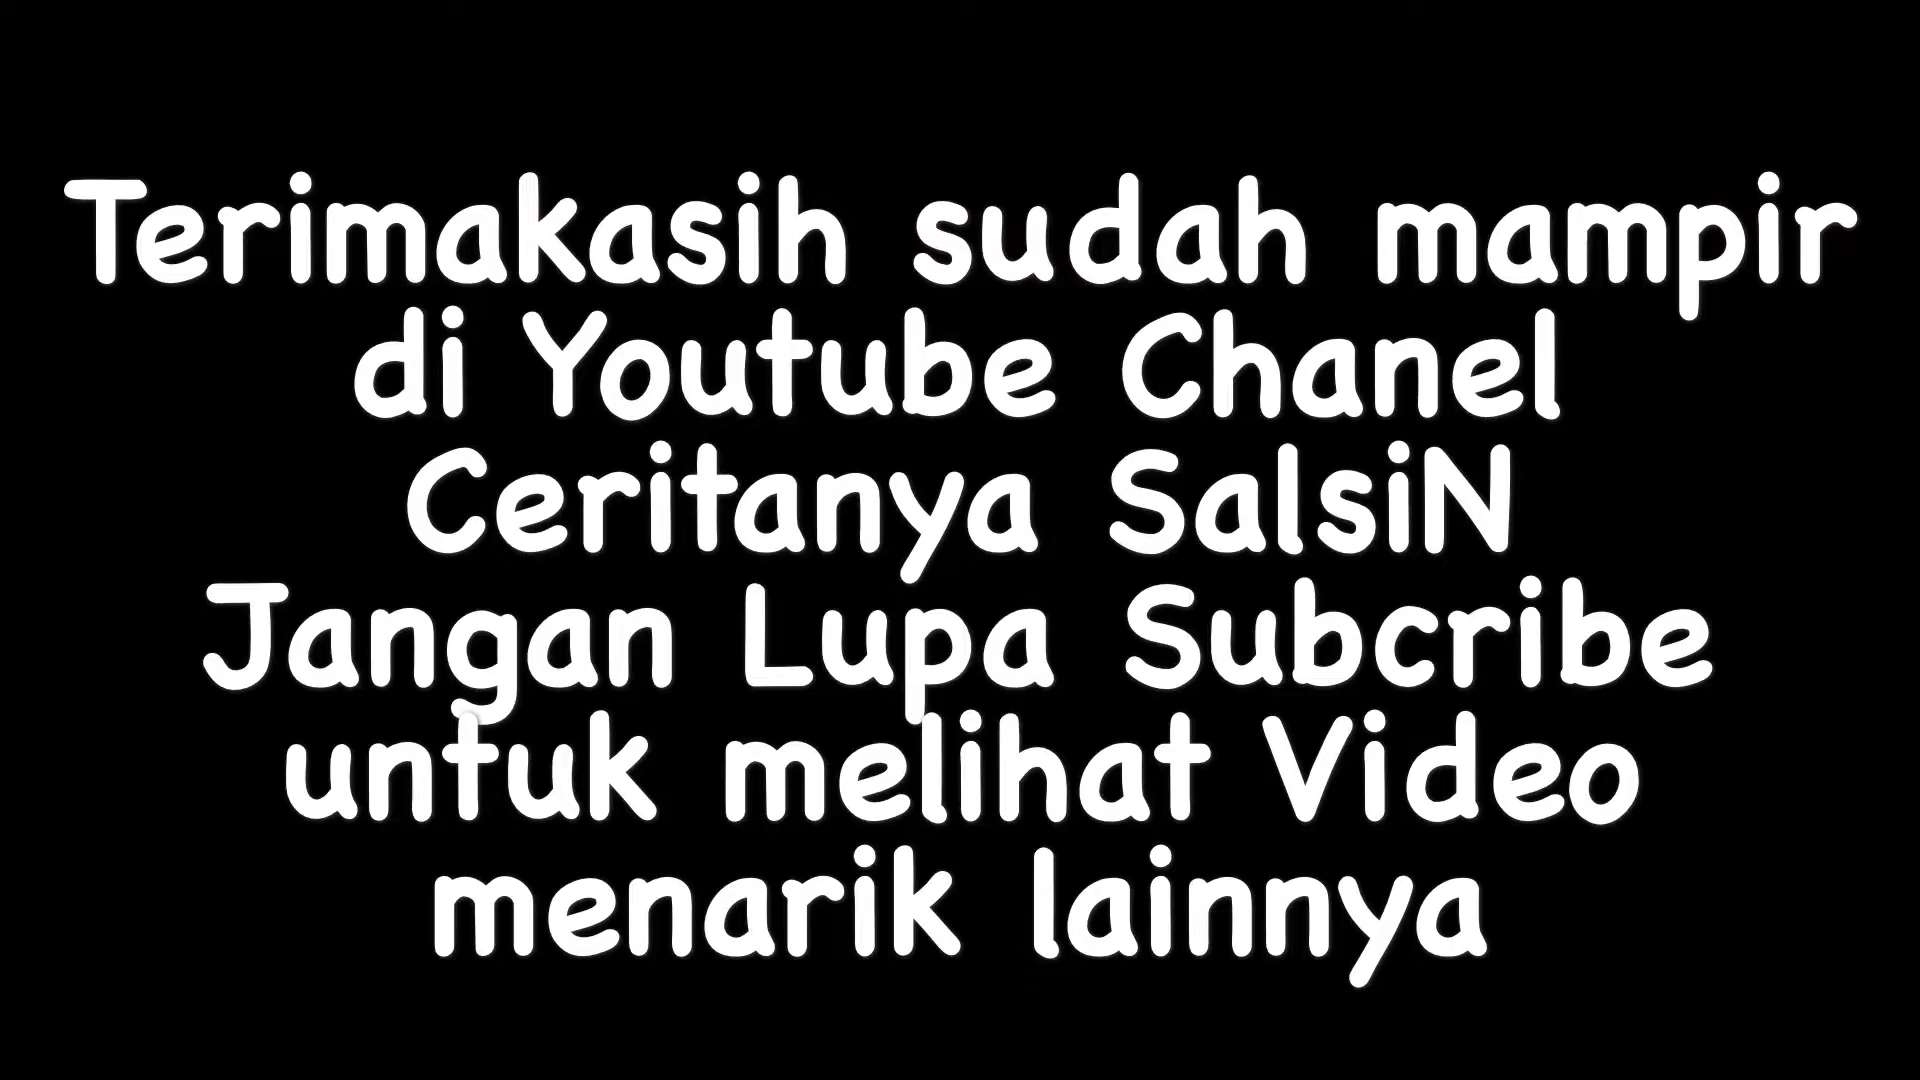 Terimakasih sudah mampir
di Youtube Chanel
Ceritanya SalsiN
Jangan Lupa Subcribe
untuk melihat Video
menarik lainnya